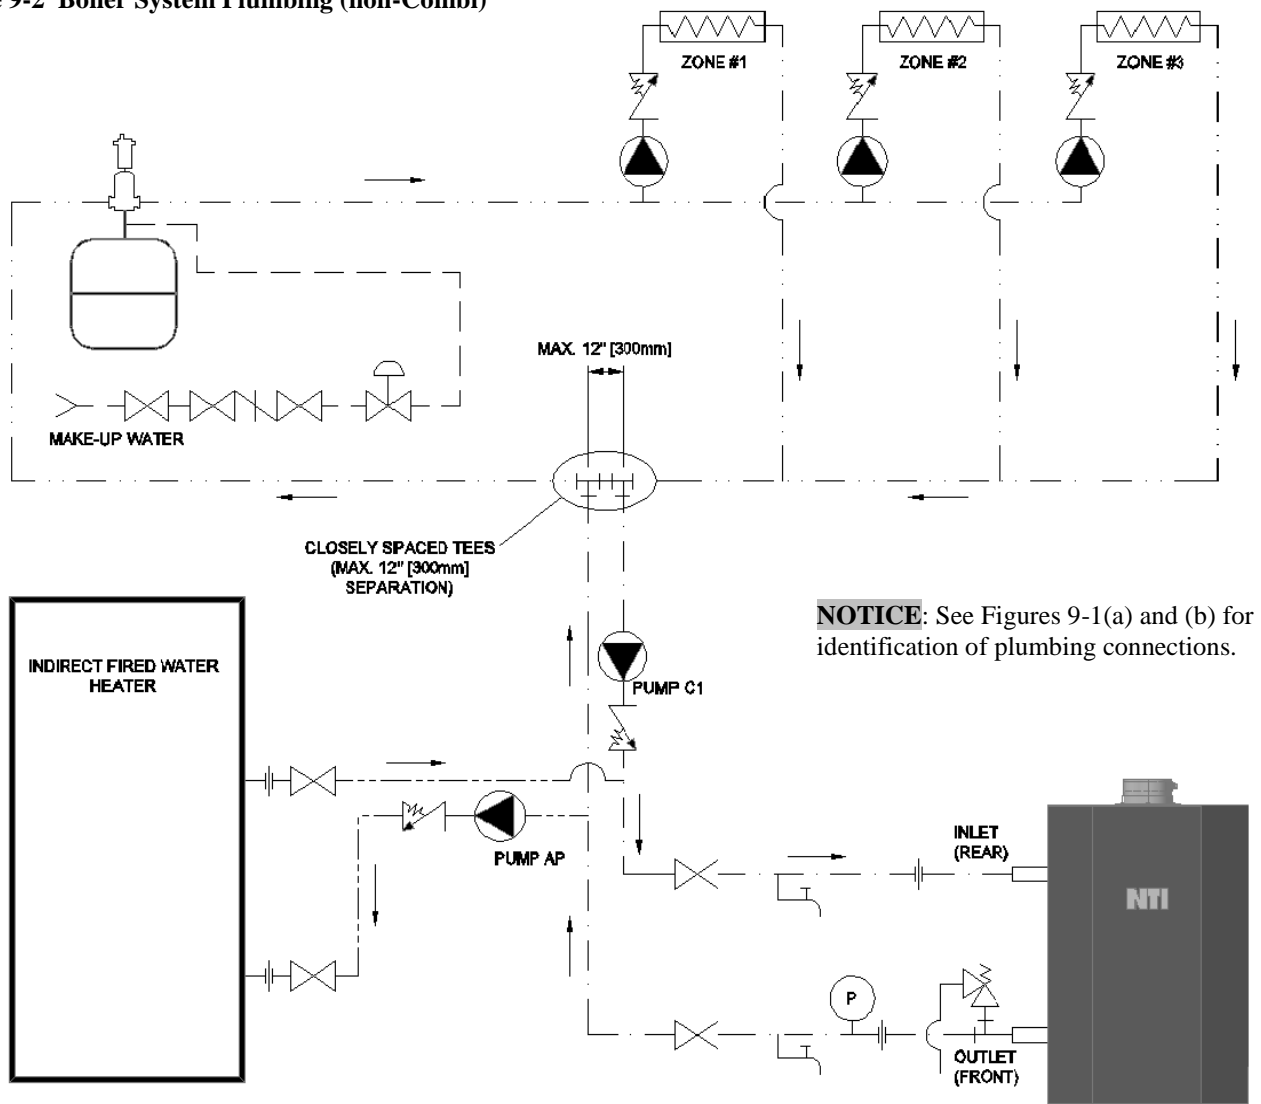 9-2 Boiler System Plumbing (non-Combi)
ZONE #1
ZONE #2
ZONE #3
MAX. 12" [300mm]
MAKE-UP WATER
CLOSELY SPACED TEES
(MAX. 12" [300mm]
SEPARATION)
NOTICE: See Figures 9-1(a) and (b) for
identification of plumbing connections.
INDIRECT FIRED WATER
HEATER
PUMP C1
PUMP AP
INLET
(REAR)
NTI
P
OUTLET
(FRONT)